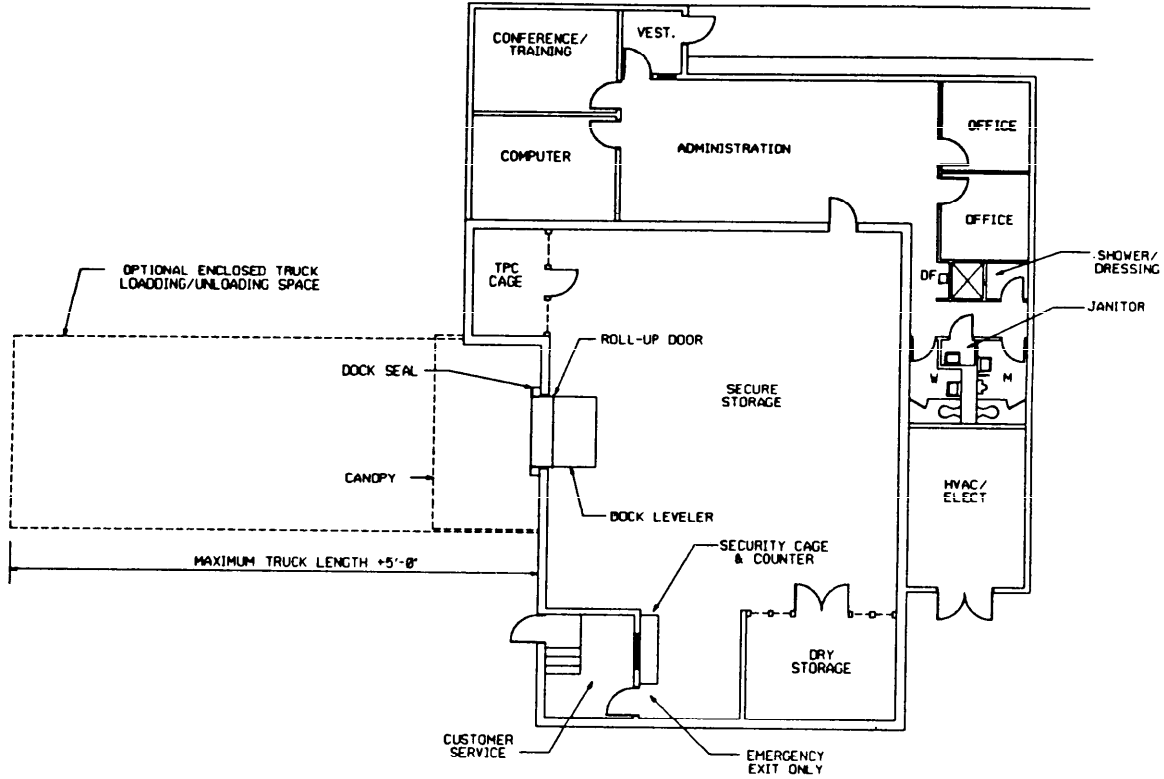 CONFERENCE/
TRAINING
VEST.
COMPUTER
ADMINISTRATION
OFFICE
OFFICE
TPC
CAGE
OPTIONAL ENCLOSED TRUCK
LOADDING/UNLOADING SPACE
DF
SHOWER/
DRESSING
JANITOR
ROLL-UP DOOR
DOCK SEAL
SECURE
STORAGE
W
M
CANOPY
HVAC/
ELECT
DOCK LEVELER
MAXIMUM TRUCK LENGTH +5'-0"
SECURITY CAGE
& COUNTER
DRY
STORAGE
CUSTOMER
SERVICE
EMERGENCY
EXIT ONLY